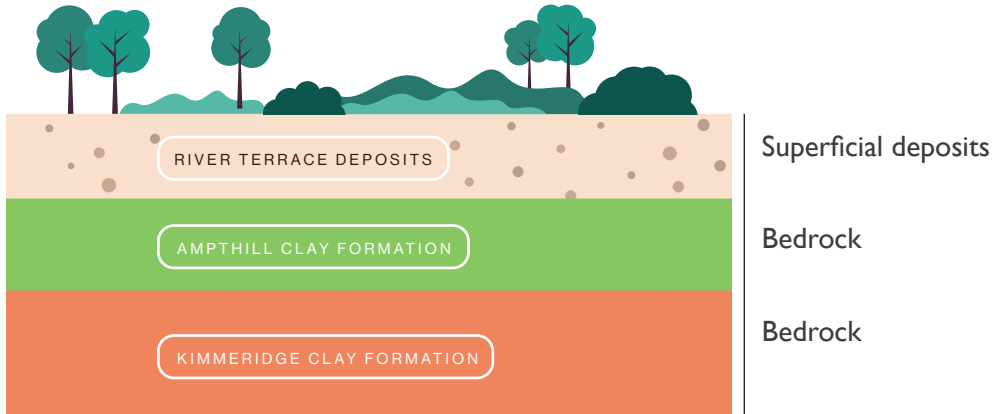 RIVER TERRACE DEPOSITS
Superficial deposits
AMPTHILL CLAY FORMATION
Bedrock
KIMMERIDGE CLAY FORMATION
Bedrock